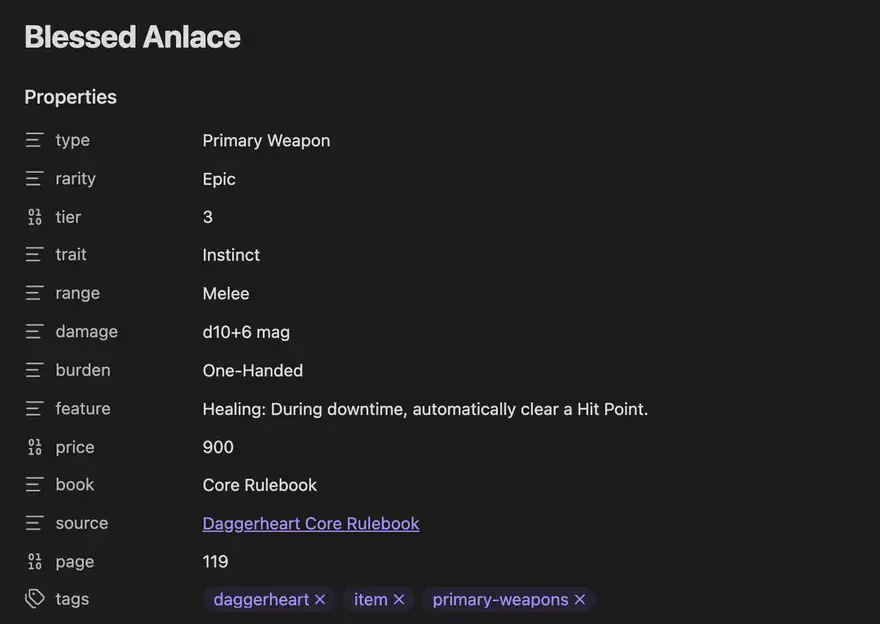 Blessed Anlace
Properties
type Primary Weapon
rarity Epic
tier 3
trait Instinct
range Melee
damage d10+6 mag
burden One-Handed
feature Healing: During downtime, automatically clear a Hit Point.
price 900
book Core Rulebook
source Daggerheart Core Rulebook
page 119
tags daggerheart × item × primary-weapons ×